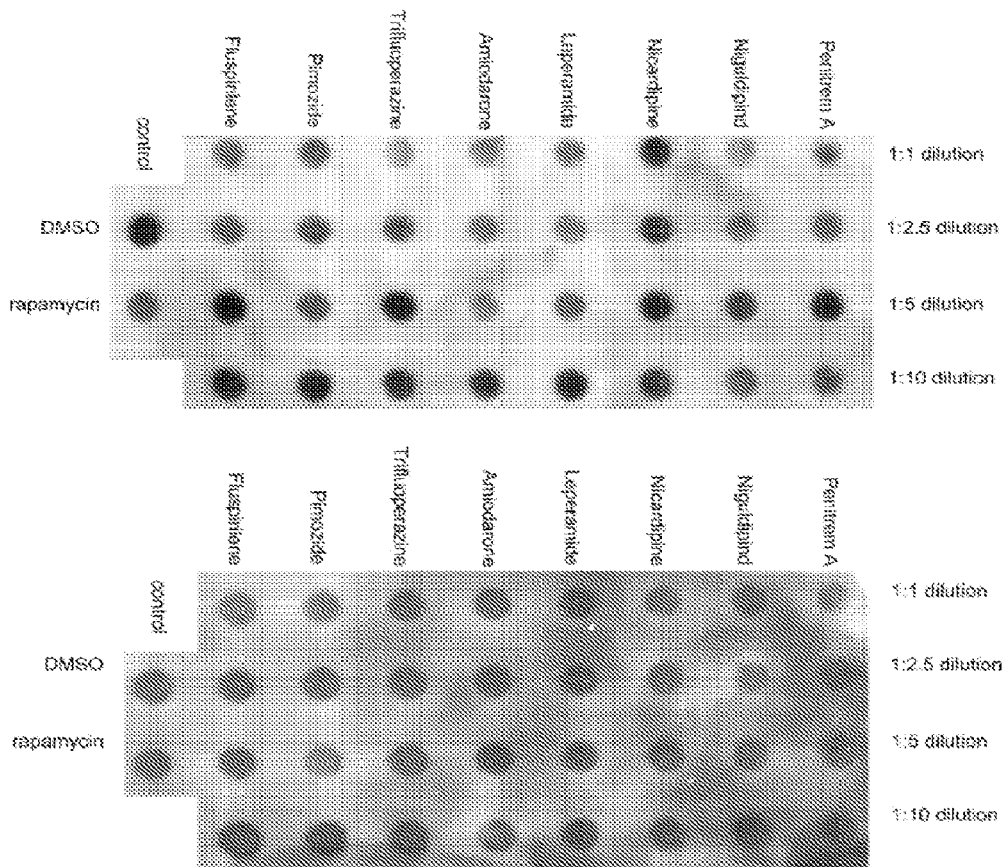 Fluspirilene
Pimozide
Trifluoperazine
Amiodarone
Loperamide
Nicardipine
Niguldipind
Penitrem A
control
1:1 dilution
DMSO
1:2.5 dilution
rapamycin
1:5 dilution
1:10 dilution
Fluspirilene
Pimozide
Trifluoperazine
Amiodarone
Loperamide
Nicardipine
Niguldipind
Penitrem A
control
1:1 dilution
DMSO
1:2.5 dilution
rapamycin
1:5 dilution
1:10 dilution